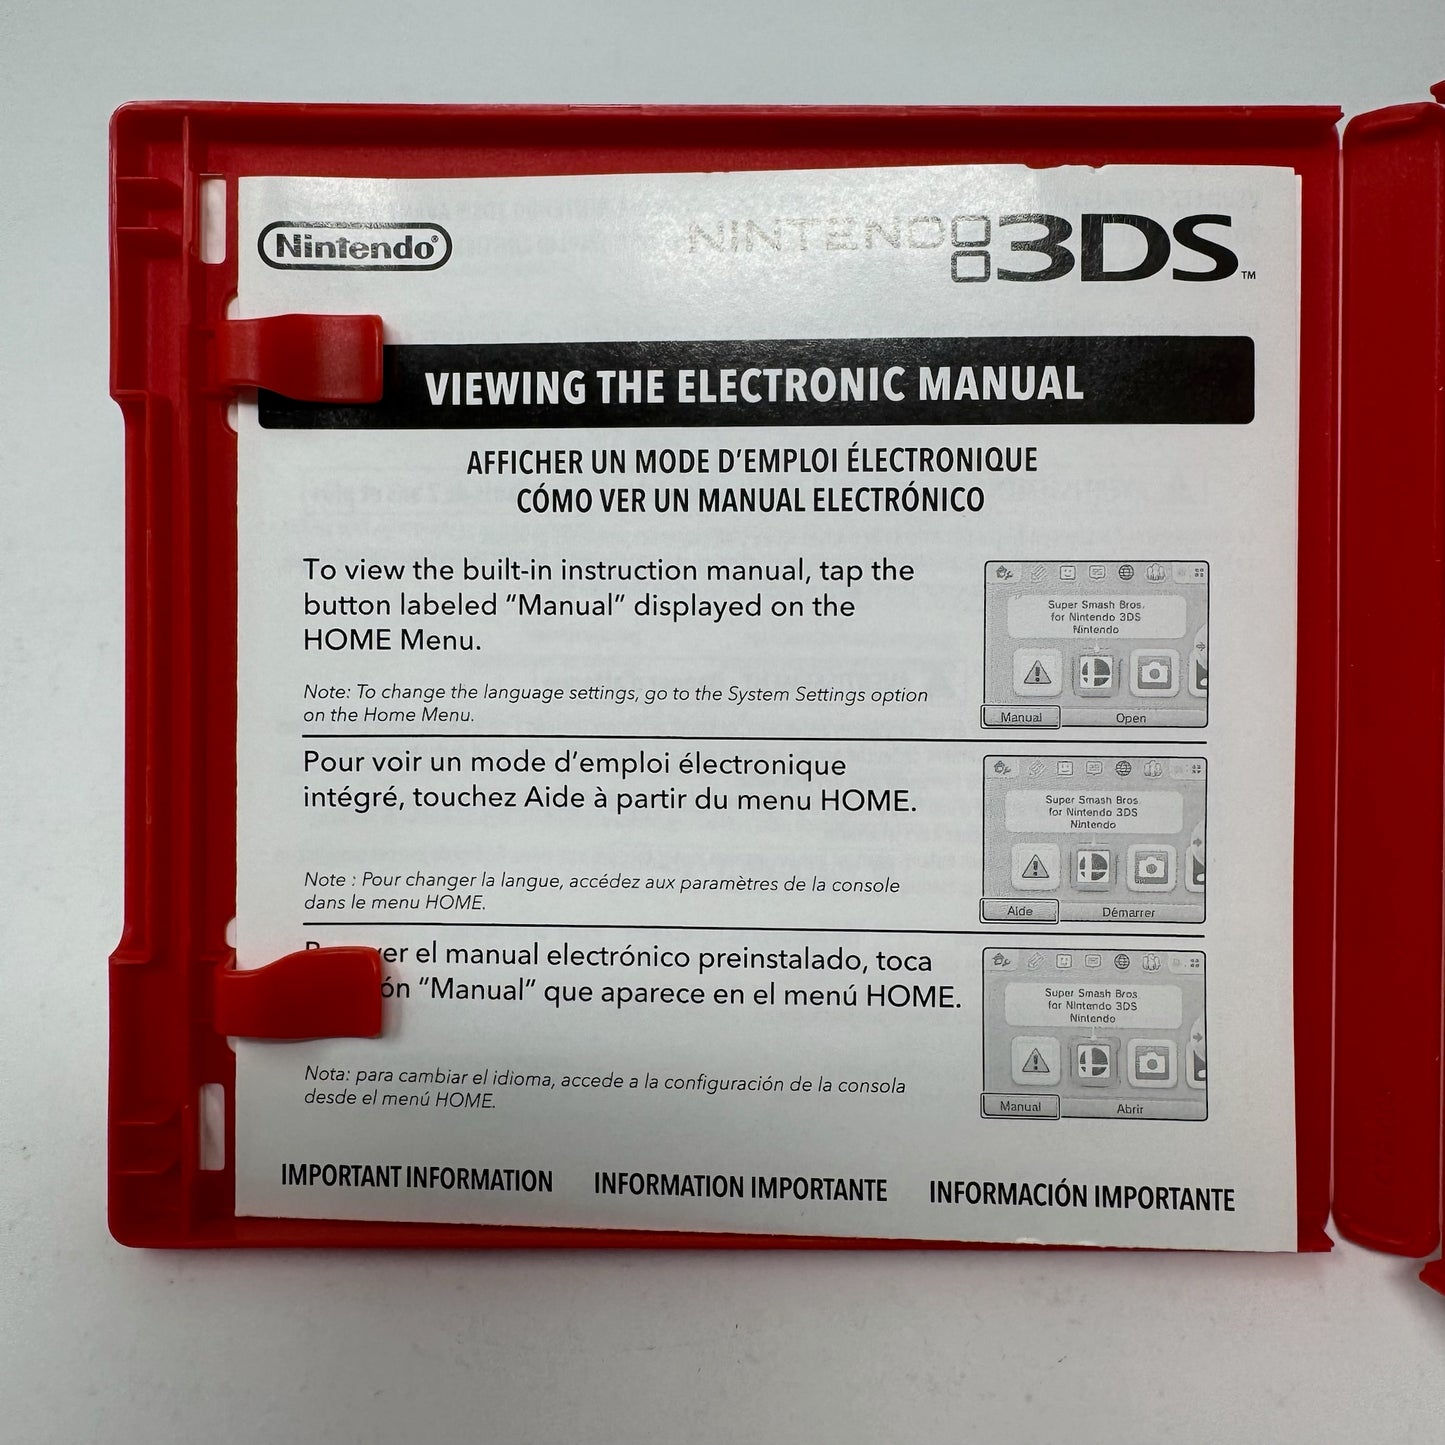 Nintendo®
NINTENDO 3DS™
VIEWING THE ELECTRONIC MANUAL
AFFICHER UN MODE D'EMPLOI ÉLECTRONIQUE
CÓMO VER UN MANUAL ELECTRÓNICO
To view the built-in instruction manual, tap the
button labeled “Manual” displayed on the
HOME Menu.
Note: To change the language settings, go to the System Settings option
on the Home Menu.
Super Smash Bros.
for Nintendo 3DS
Nintendo
Manual Open
Pour voir un mode d'emploi électronique
intégré, touchez Aide à partir du menu HOME.
Note : Pour changer la langue, accédez aux paramètres de la console
dans le menu HOME.
Super Smash Bros.
for Nintendo 3DS
Nintendo
Aide Démarrer
ver el manual electrónico preinstalado, toca
“Manual” que aparece en el menú HOME.
Nota: para cambiar el idioma, accede a la configuración de la consola
desde el menú HOME.
Super Smash Bros.
for Nintendo 3DS
Nintendo
Manual Abrir
IMPORTANT INFORMATION INFORMATION IMPORTANTE INFORMACIÓN IMPORTANTE